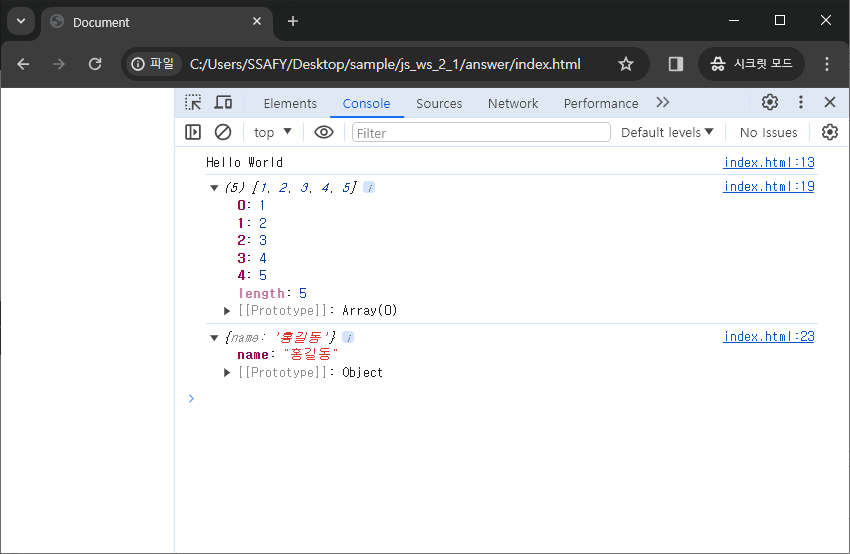 Document
파일 C:/Users/SSAFY/Desktop/sample/js_ws_2_1/answer/index.html 시크릿 모드
Elements Console Sources Network Performance
top Filter Default levels No Issues
Hello World index.html:13
(5) [1, 2, 3, 4, 5] i index.html:19
0: 1
1: 2
2: 3
3: 4
4: 5
length: 5
[[Prototype]]: Array(0)
{name: '홍길동'} i index.html:23
name: "홍길동"
[[Prototype]]: Object